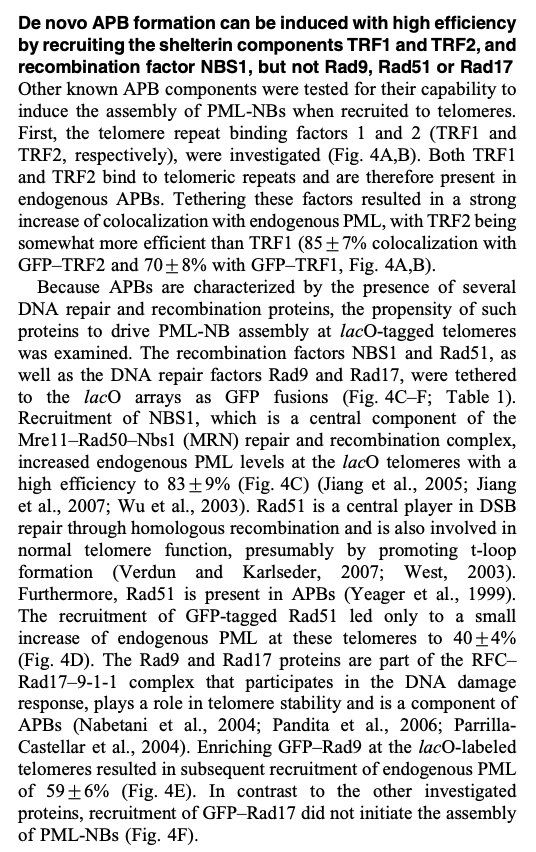 De novo APB formation can be induced with high efficiency
by recruiting the shelterin components TRF1 and TRF2, and
recombination factor NBS1, but not Rad9, Rad51 or Rad17
Other known APB components were tested for their capability to
induce the assembly of PML-NBs when recruited to telomeres.
First, the telomere repeat binding factors 1 and 2 (TRF1 and
TRF2, respectively), were investigated (Fig. 4A,B). Both TRF1
and TRF2 bind to telomeric repeats and are therefore present in
endogenous APBs. Tethering these factors resulted in a strong
increase of colocalization with endogenous PML, with TRF2 being
somewhat more efficient than TRF1 (85±7% colocalization with
GFP–TRF2 and 70±8% with GFP–TRF1, Fig. 4A,B).
Because APBs are characterized by the presence of several
DNA repair and recombination proteins, the propensity of such
proteins to drive PML-NB assembly at lacO-tagged telomeres
was examined. The recombination factors NBS1 and Rad51, as
well as the DNA repair factors Rad9 and Rad17, were tethered
to the lacO arrays as GFP fusions (Fig. 4C–F; Table 1).
Recruitment of NBS1, which is a central component of the
Mre11–Rad50–Nbs1 (MRN) repair and recombination complex,
increased endogenous PML levels at the lacO telomeres with a
high efficiency to 83±9% (Fig. 4C) (Jiang et al., 2005; Jiang
et al., 2007; Wu et al., 2003). Rad51 is a central player in DSB
repair through homologous recombination and is also involved in
normal telomere function, presumably by promoting t-loop
formation (Verdun and Karlseder, 2007; West, 2003).
Furthermore, Rad51 is present in APBs (Yeager et al., 1999).
The recruitment of GFP-tagged Rad51 led only to a small
increase of endogenous PML at these telomeres to 40±4%
(Fig. 4D). The Rad9 and Rad17 proteins are part of the RFC–
Rad17–9-1-1 complex that participates in the DNA damage
response, plays a role in telomere stability and is a component of
APBs (Nabetani et al., 2004; Pandita et al., 2006; Parrilla-
Castellar et al., 2004). Enriching GFP–Rad9 at the lacO-labeled
telomeres resulted in subsequent recruitment of endogenous PML
of 59±6% (Fig. 4E). In contrast to the other investigated
proteins, recruitment of GFP–Rad17 did not initiate the assembly
of PML-NBs (Fig. 4F).